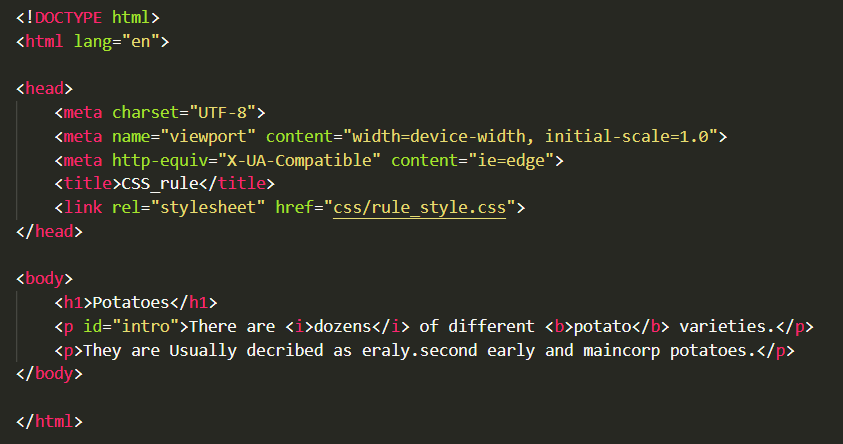 <!DOCTYPE html>
<html lang="en">

<head>
    <meta charset="UTF-8">
    <meta name="viewport" content="width=device-width, initial-scale=1.0">
    <meta http-equiv="X-UA-Compatible" content="ie=edge">
    <title>CSS_rule</title>
    <link rel="stylesheet" href="css/rule_style.css">
</head>

<body>
    <h1>Potatoes</h1>
    <p id="intro">There are <i>dozens</i> of different <b>potato</b> varieties.</p>
    <p>They are Usually decribed as eraly.second early and maincorp potatoes.</p>
</body>

</html>